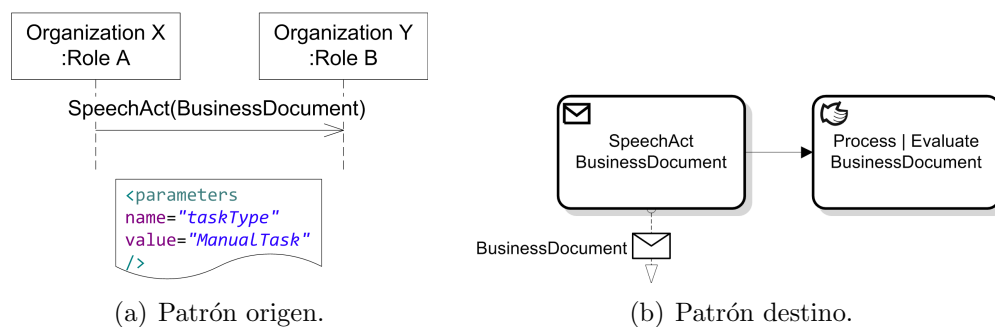 Organization X
:Role A
Organization Y
:Role B
SpeechAct(BusinessDocument)
<parameters
name="taskType"
value="ManualTask"
/>
(a) Patrón origen.
SpeechAct
BusinessDocument
Process | Evaluate
BusinessDocument
BusinessDocument
(b) Patrón destino.